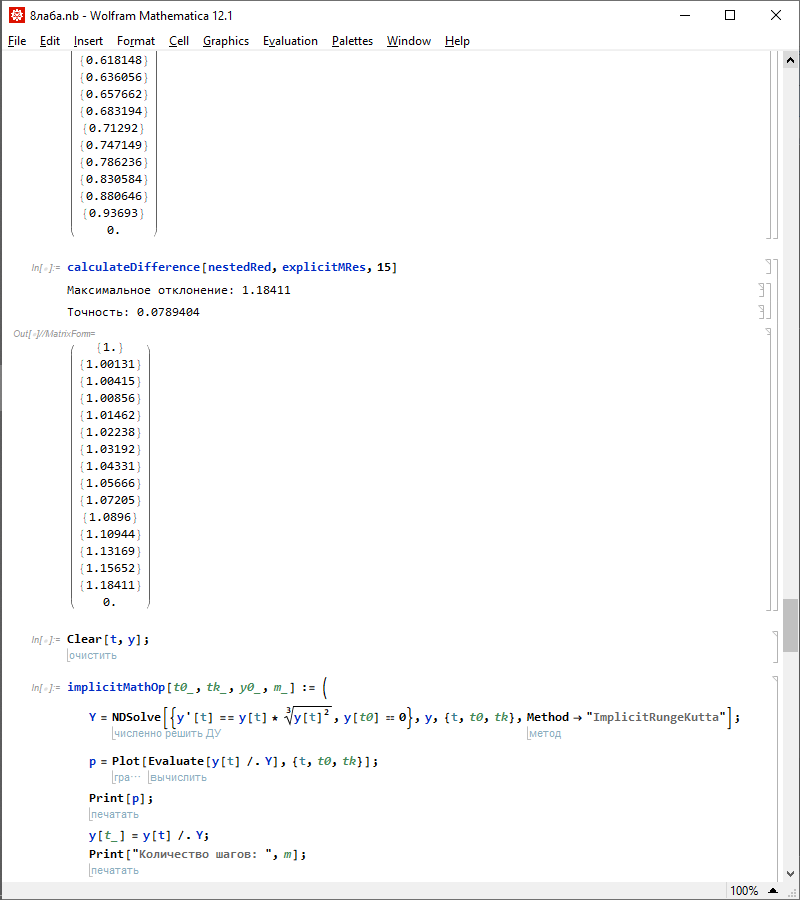 8лаба.nb - Wolfram Mathematica 12.1
File Edit Insert Format Cell Graphics Evaluation Palettes Window Help
{0.618148}
{0.636056}
{0.657662}
{0.683194}
{0.71292}
{0.747149}
{0.786236}
{0.830584}
{0.880646}
{0.93693}
0.
In[ ]:= calculateDifference[nestedRed, explicitMRes, 15]
Максимальное отклонение: 1.18411
Точность: 0.0789404
Out[ ]//MatrixForm=
{1.}
{1.00131}
{1.00415}
{1.00856}
{1.01462}
{1.02238}
{1.03192}
{1.04331}
{1.05666}
{1.07205}
{1.0896}
{1.10944}
{1.13169}
{1.15652}
{1.18411}
0.
In[ ]:= Clear[t, y];
очистить
In[ ]:= implicitMathOp[t0_, tk_, y0_, m_] := (
Y = NDSolve[{y'[t] == y[t] * ∛y[t]², y[t0] == 0}, y, {t, t0, tk}, Method → "ImplicitRungeKutta"];
численно решить ДУ метод
p = Plot[Evaluate[y[t] /. Y], {t, t0, tk}];
гра⋯ вычислить
Print[p];
печатать
y[t_] = y[t] /. Y;
Print["Количество шагов: ", m];
печатать
100%